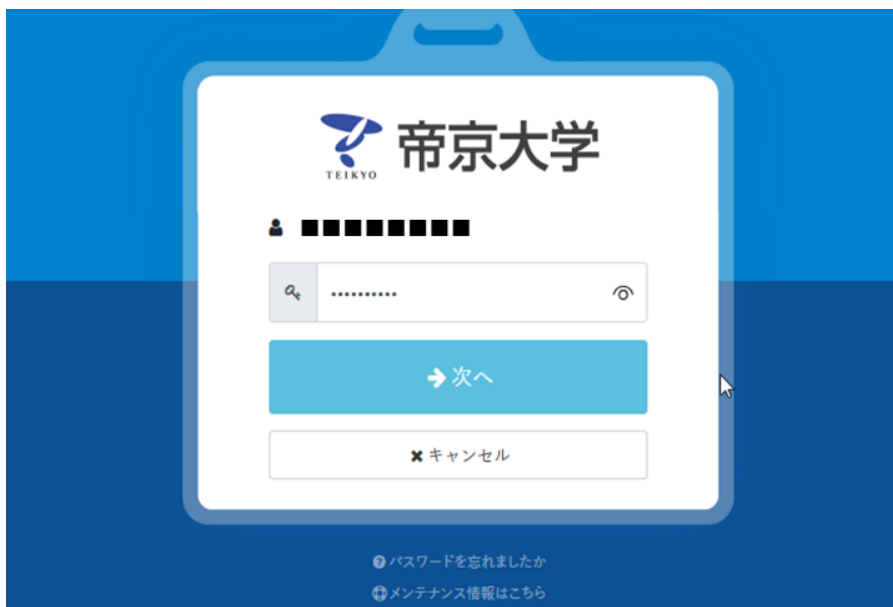 帝京大学
TEIKYO
■■■■■■■■
••••••••••
次へ
キャンセル
パスワードを忘れましたか
メンテナンス情報はこちら